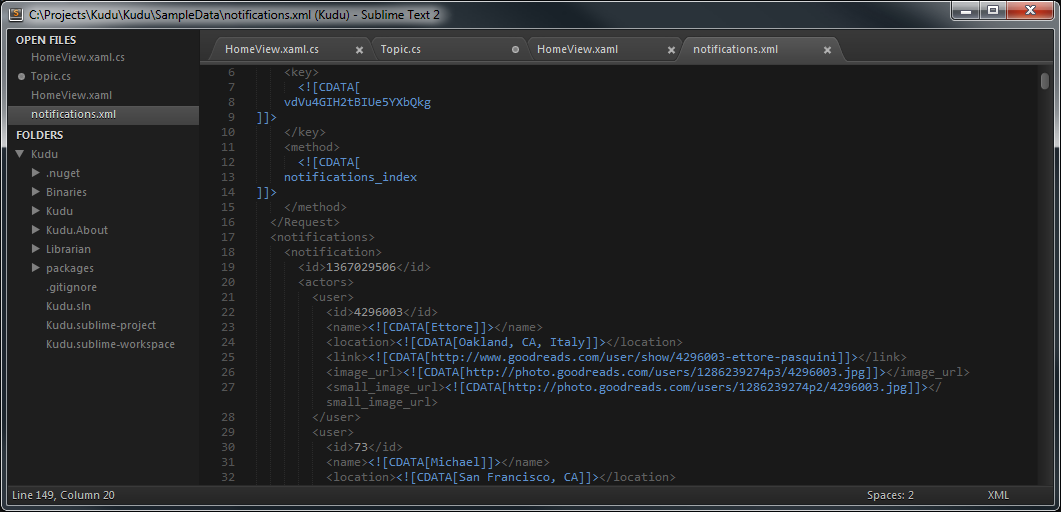 C:\Projects\Kudu\Kudu\SampleData\notifications.xml (Kudu) - Sublime Text 2
OPEN FILES
HomeView.xaml.cs
Topic.cs
HomeView.xaml
notifications.xml
FOLDERS
Kudu
.nuget
Binaries
Kudu
Kudu.About
Librarian
packages
.gitignore
Kudu.sln
Kudu.sublime-project
Kudu.sublime-workspace
HomeView.xaml.cs Topic.cs HomeView.xaml notifications.xml
6 <key>
7 <![CDATA[
8 vdVu4GIH2tBIUe5YXbQkg
9 ]]>
10 </key>
11 <method>
12 <![CDATA[
13 notifications_index
14 ]]>
15 </method>
16 </Request>
17 <notifications>
18 <notification>
19 <id>1367029506</id>
20 <actors>
21 <user>
22 <id>4296003</id>
23 <name><![CDATA[Ettore]]></name>
24 <location><![CDATA[Oakland, CA, Italy]]></location>
25 <link><![CDATA[http://www.goodreads.com/user/show/4296003-ettore-pasquini]]></link>
26 <image_url><![CDATA[http://photo.goodreads.com/users/1286239274p3/4296003.jpg]]></image_url>
27 <small_image_url><![CDATA[http://photo.goodreads.com/users/1286239274p2/4296003.jpg]]></
small_image_url>
28 </user>
29 <user>
30 <id>73</id>
31 <name><![CDATA[Michael]]></name>
32 <location><![CDATA[San Francisco, CA]]></location>
Line 149, Column 20 Spaces: 2 XML